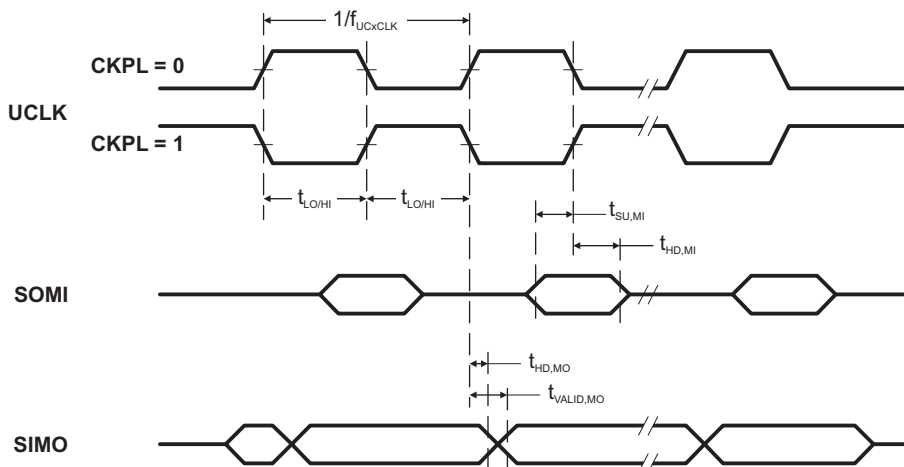 1/fUCxCLK
CKPL = 0
UCLK
CKPL = 1
tLO/HI tLO/HI
tSU,MI
tHD,MI
SOMI
tHD,MO
tVALID,MO
SIMO